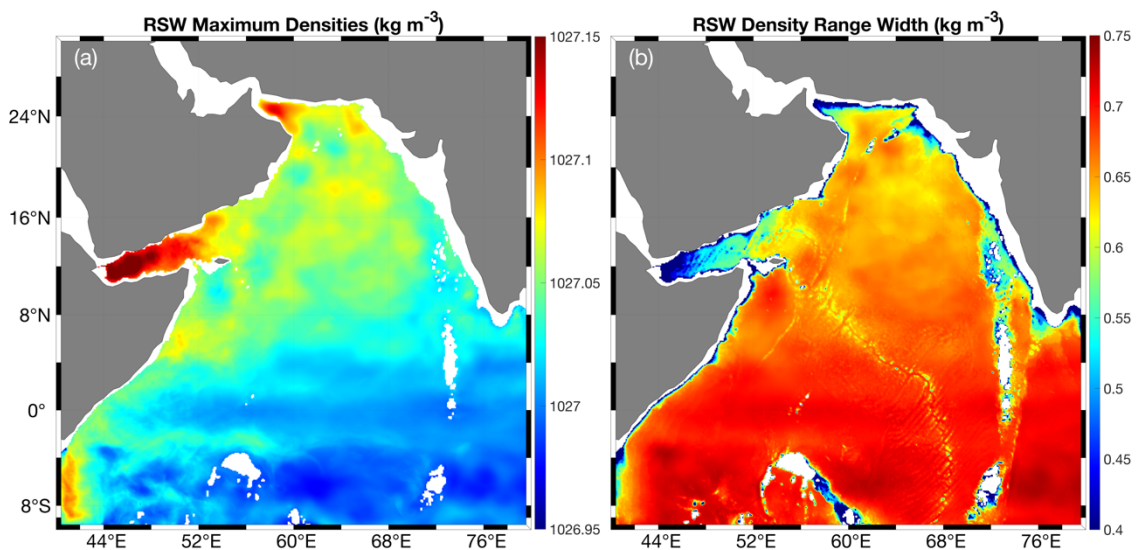 RSW Maximum Densities (kg m⁻³)
(a)
24°N
16°N
8°N
0°
8°S
44°E 52°E 60°E 68°E 76°E
1027.15
1027.1
1027.05
1027
1026.95
RSW Density Range Width (kg m⁻³)
(b)
44°E 52°E 60°E 68°E 76°E
0.75
0.7
0.65
0.6
0.55
0.5
0.45
0.4